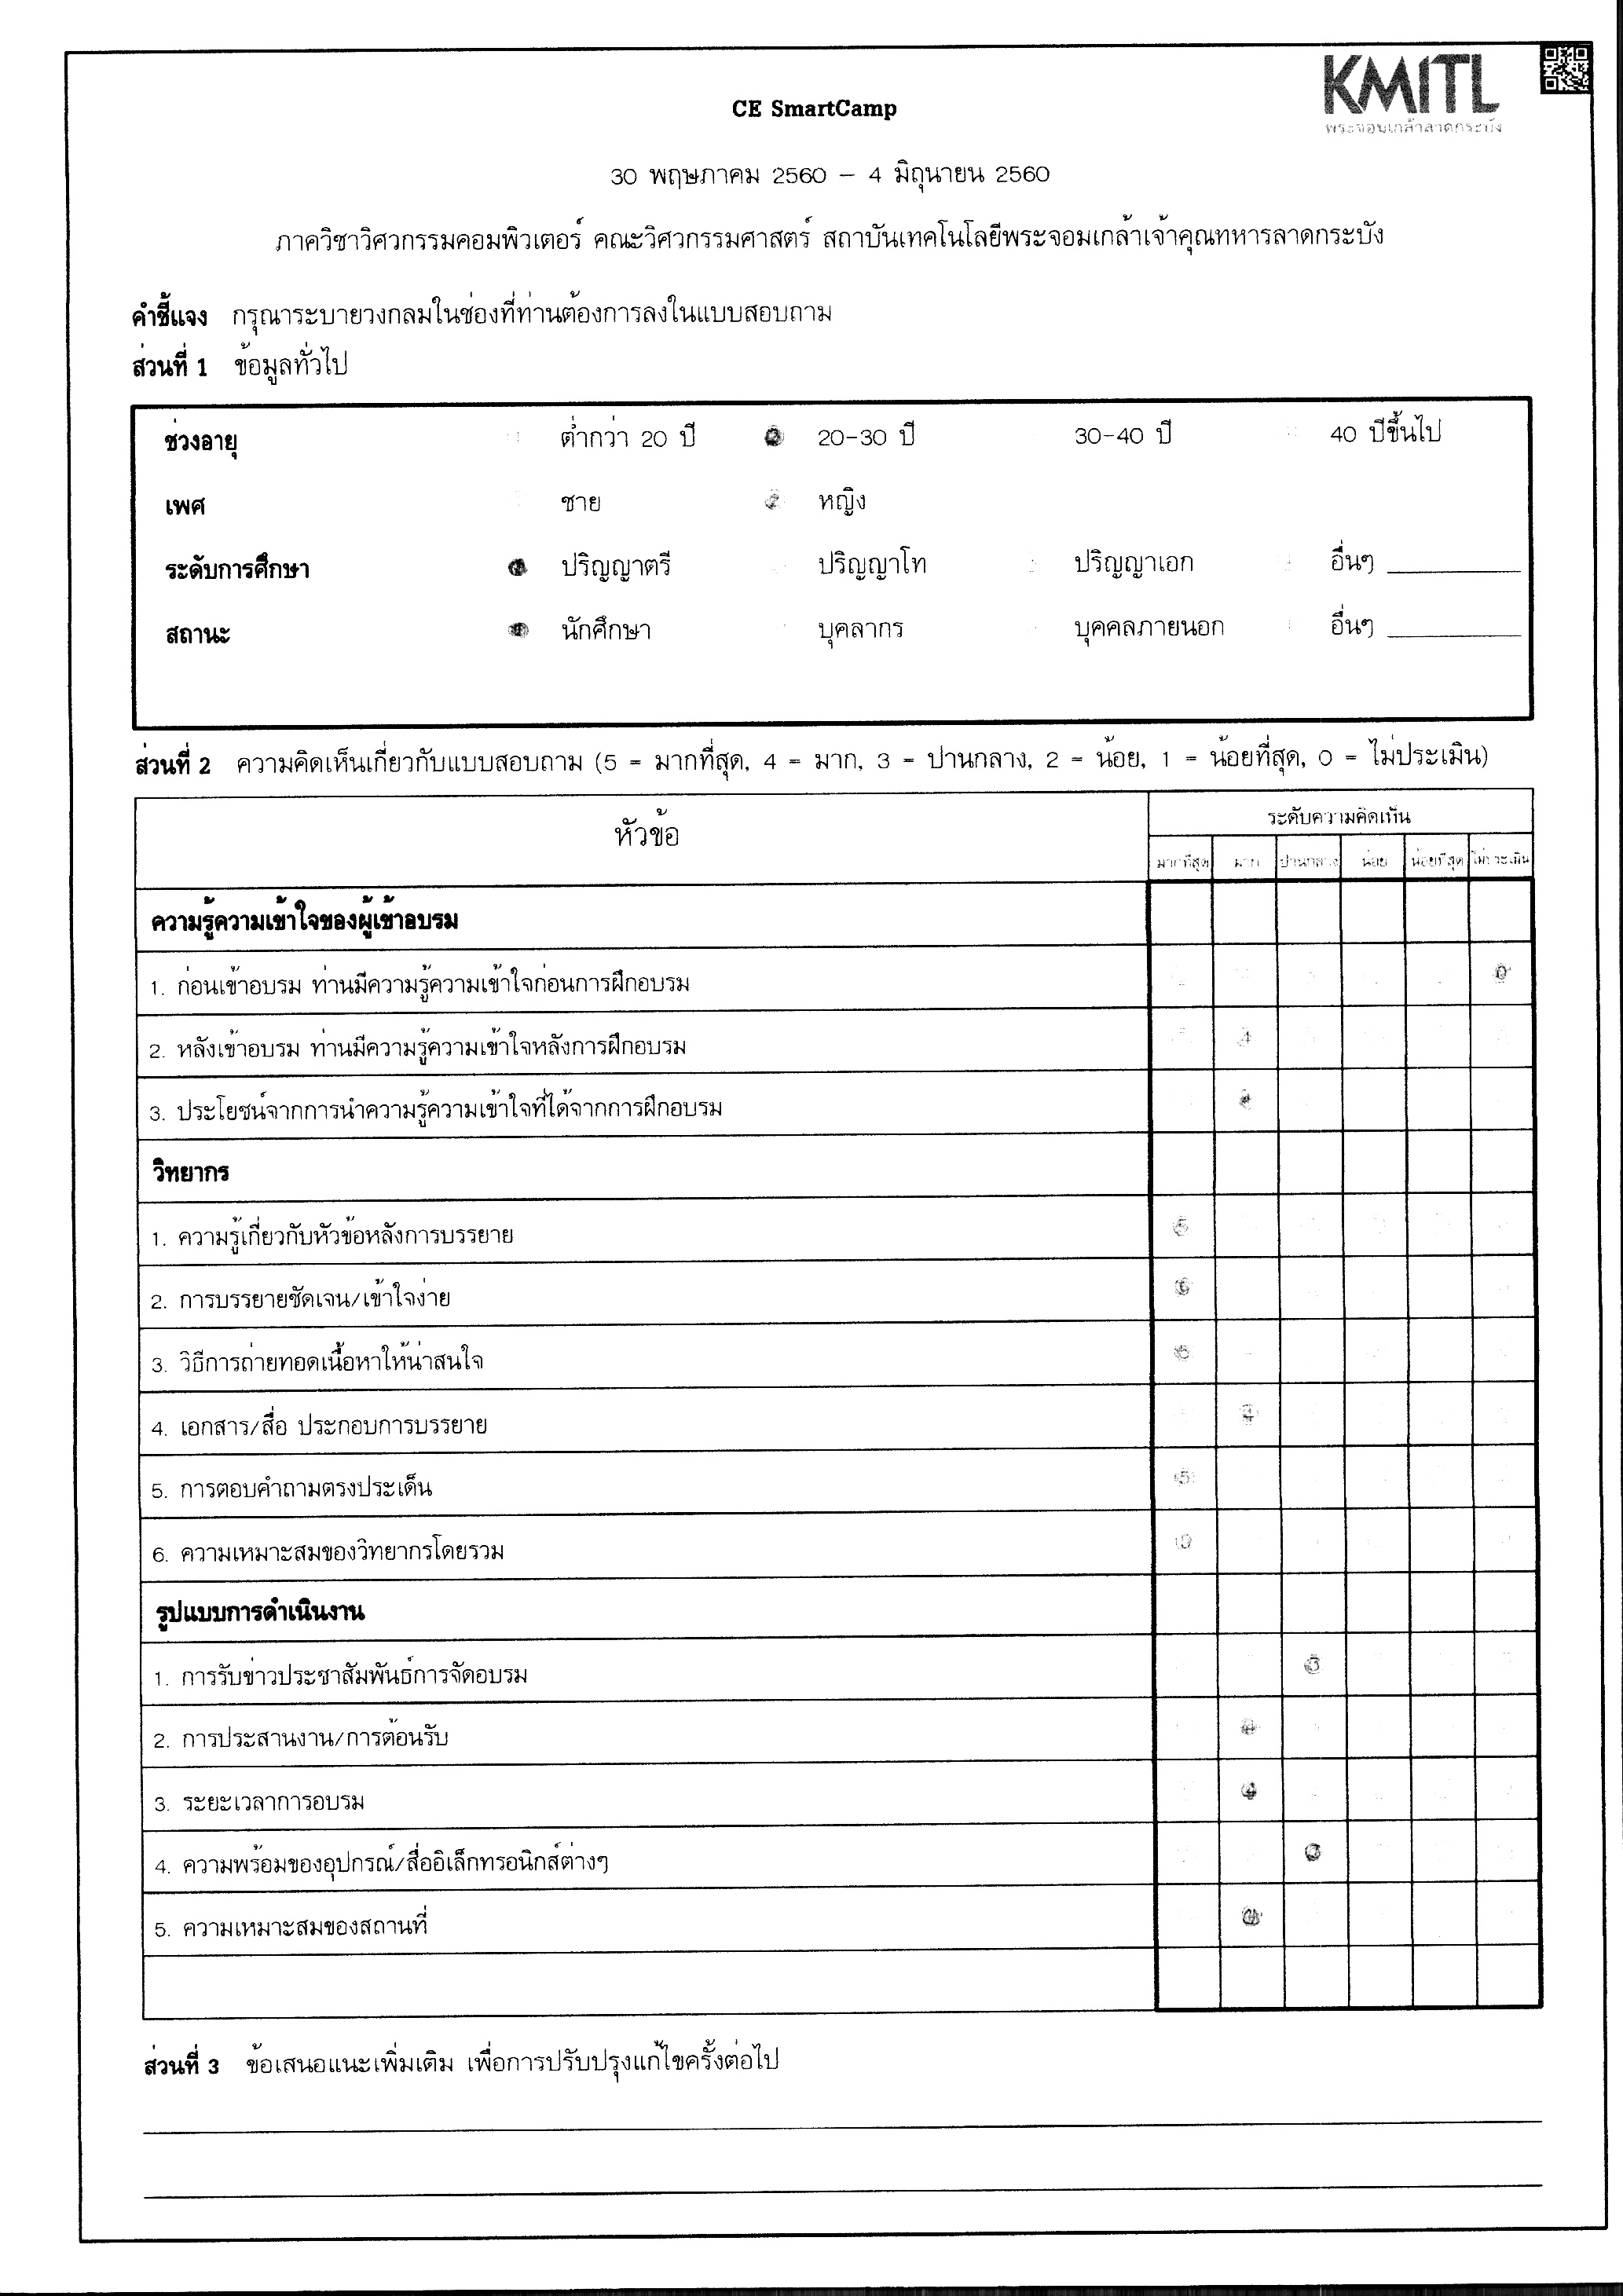 KMITL
พระจอมเกล้าลาดกระบัง
CE SmartCamp
30 พฤษภาคม 2560 – 4 มิถุนายน 2560
ภาควิชาวิศวกรรมคอมพิวเตอร์ คณะวิศวกรรมศาสตร์ สถาบันเทคโนโลยีพระจอมเกล้าเจ้าคุณทหารลาดกระบัง
คำชี้แจง กรุณาระบายวงกลมในช่องที่ท่านต้องการลงในแบบสอบถาม
ส่วนที่ 1 ข้อมูลทั่วไป
ช่วงอายุ ต่ำกว่า 20 ปี 20-30 ปี 30-40 ปี 40 ปีขึ้นไป
เพศ ชาย หญิง
ระดับการศึกษา ปริญญาตรี ปริญญาโท ปริญญาเอก อื่นๆ
สถานะ นักศึกษา บุคลากร บุคคลภายนอก อื่นๆ
ส่วนที่ 2 ความคิดเห็นเกี่ยวกับแบบสอบถาม (5 = มากที่สุด, 4 = มาก, 3 = ปานกลาง, 2 = น้อย, 1 = น้อยที่สุด, 0 = ไม่ประเมิน)
หัวข้อ ระดับความคิดเห็น
มากที่สุด มาก ปานกลาง น้อย น้อยที่สุด ไม่ประเมิน
ความรู้ความเข้าใจของผู้เข้าอบรม
1. ก่อนเข้าอบรม ท่านมีความรู้ความเข้าใจก่อนการฝึกอบรม 0
2. หลังเข้าอบรม ท่านมีความรู้ความเข้าใจหลังการฝึกอบรม 4
3. ประโยชน์จากการนำความรู้ความเข้าใจที่ได้จากการฝึกอบรม
วิทยากร
1. ความรู้เกี่ยวกับหัวข้อหลังการบรรยาย 5
2. การบรรยายชัดเจน/เข้าใจง่าย
3. วิธีการถ่ายทอดเนื้อหาให้น่าสนใจ 5
4. เอกสาร/สื่อ ประกอบการบรรยาย 4
5. การตอบคำถามตรงประเด็น 5
6. ความเหมาะสมของวิทยากรโดยรวม
รูปแบบการดำเนินงาน
1. การรับข่าวประชาสัมพันธ์การจัดอบรม 3
2. การประสานงาน/การต้อนรับ 4
3. ระยะเวลาการอบรม 4
4. ความพร้อมของอุปกรณ์/สื่ออิเล็กทรอนิกส์ต่างๆ
5. ความเหมาะสมของสถานที่ 4
ส่วนที่ 3 ข้อเสนอแนะเพิ่มเติม เพื่อการปรับปรุงแก้ไขครั้งต่อไป